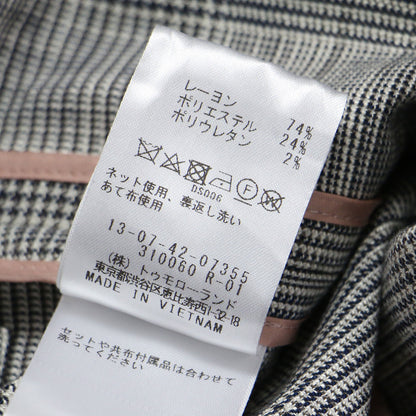 レーヨン 74%
ポリエステル 24%
ポリウレタン 2%
DS006
ネット使用、裏返し洗い
あて布使用
13-07-42-07355
310060 R-01
(株) トゥモローランド
東京都渋谷区恵比寿西1-32-18
MADE IN VIETNAM
セットや共布付属品は合わせて
洗って下さい。